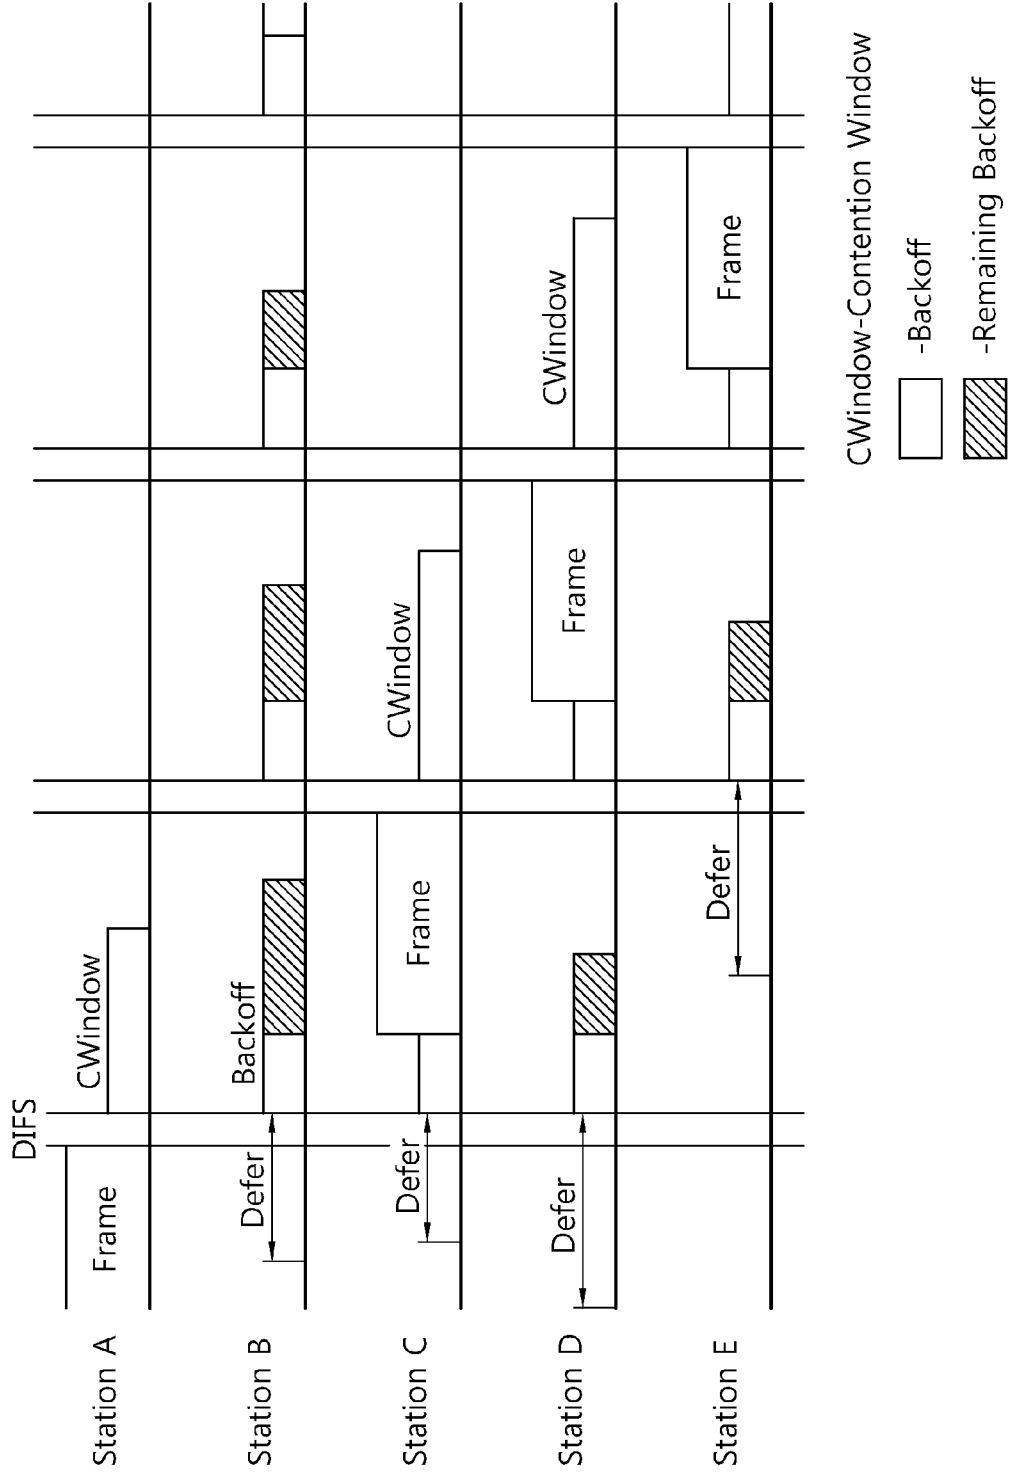 DIFS
Station A
Frame
CWindow
Station B
Defer
Backoff
Station C
Defer
Frame
CWindow
Station D
Defer
Frame
CWindow
Station E
Defer
Frame
CWindow-Contention Window
-Backoff
-Remaining Backoff